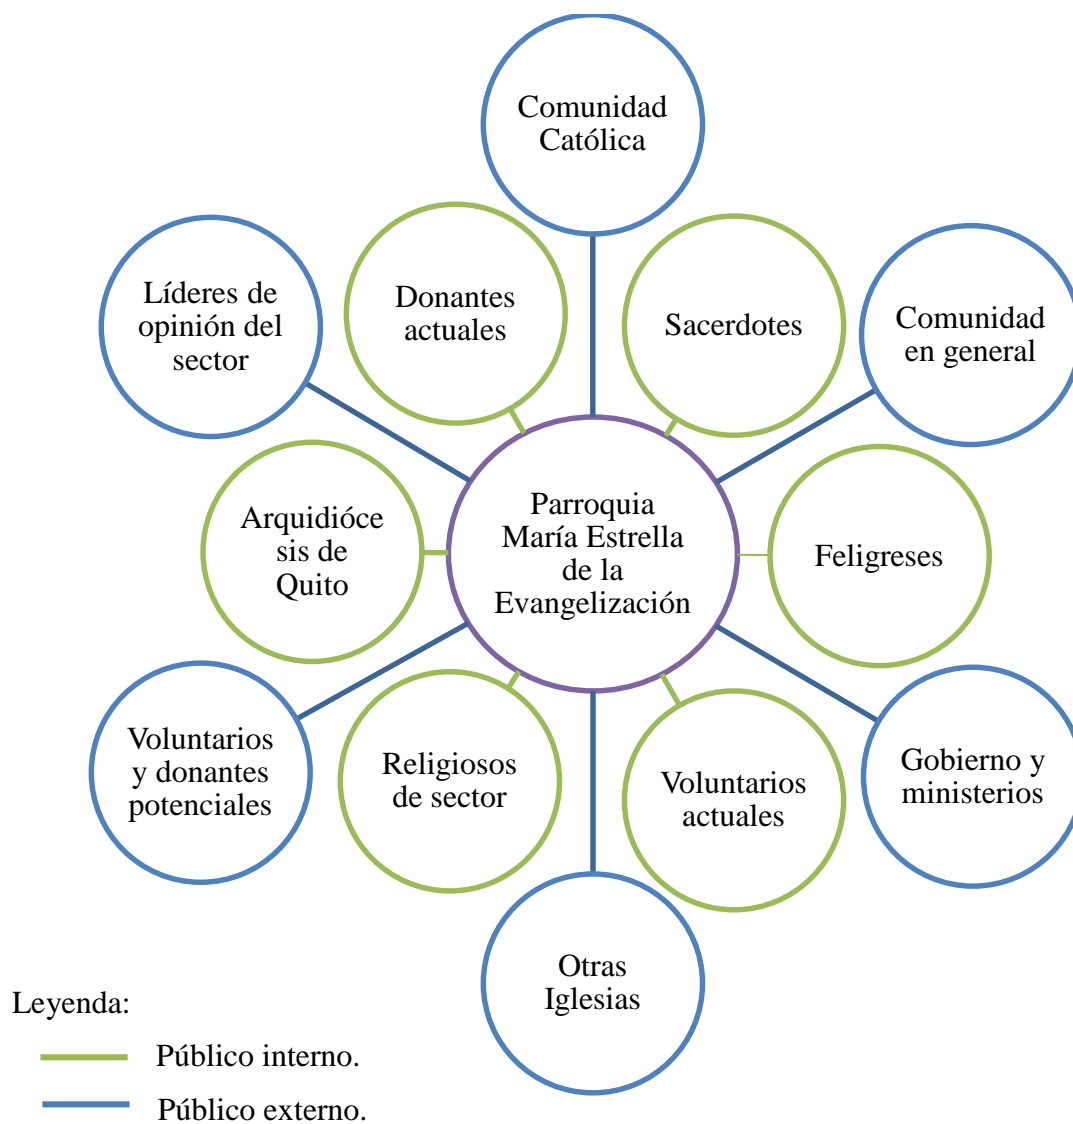 Comunidad
Católica
Líderes de
opinión del
sector
Donantes
actuales
Sacerdotes
Comunidad
en general
Arquidióce
sis de
Quito
Parroquia
María Estrella
de la
Evangelización
Feligreses
Voluntarios
y donantes
potenciales
Religiosos
de sector
Voluntarios
actuales
Gobierno y
ministerios
Otras
Iglesias
Leyenda:
Público interno.
Público externo.